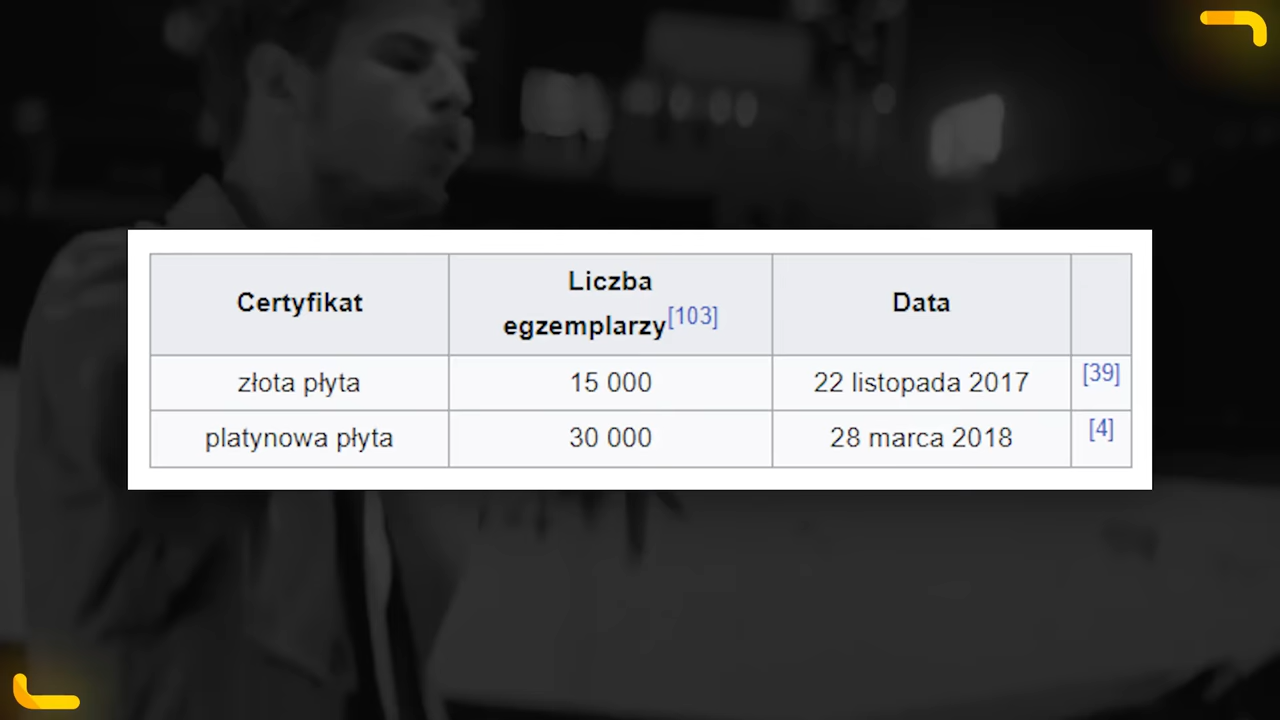 Certyfikat Liczba egzemplarzy[103] Data
złota płyta 15 000 22 listopada 2017 [39]
platynowa płyta 30 000 28 marca 2018 [4]